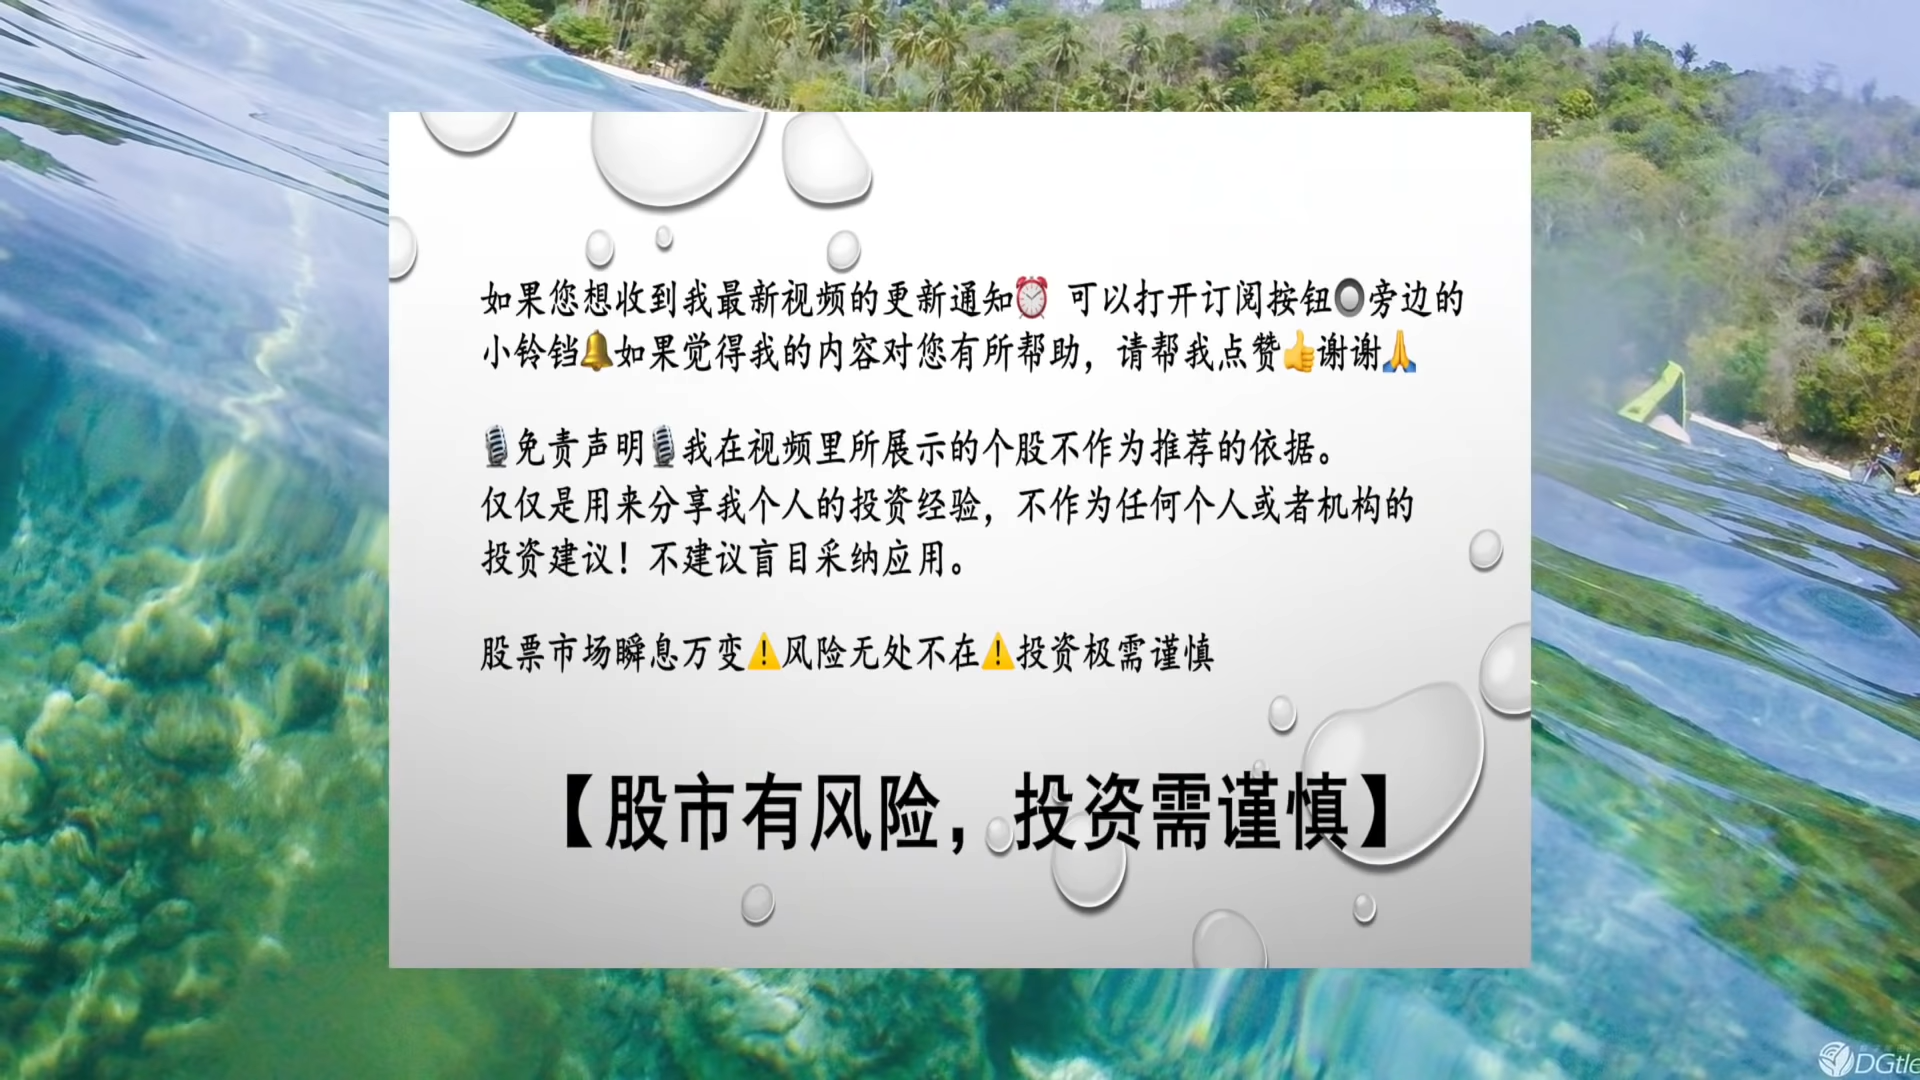 如果您想收到我最新视频的更新通知⏰ 可以打开订阅按钮🔘旁边的
小铃铛🔔如果觉得我的内容对您有所帮助，请帮我点赞👍谢谢🙏
🎙️免责声明🎙️我在视频里所展示的个股不作为推荐的依据。
仅仅是用来分享我个人的投资经验，不作为任何个人或者机构的
投资建议！不建议盲目采纳应用。
股票市场瞬息万变⚠️风险无处不在⚠️投资极需谨慎
【股市有风险，投资需谨慎】
DGtle